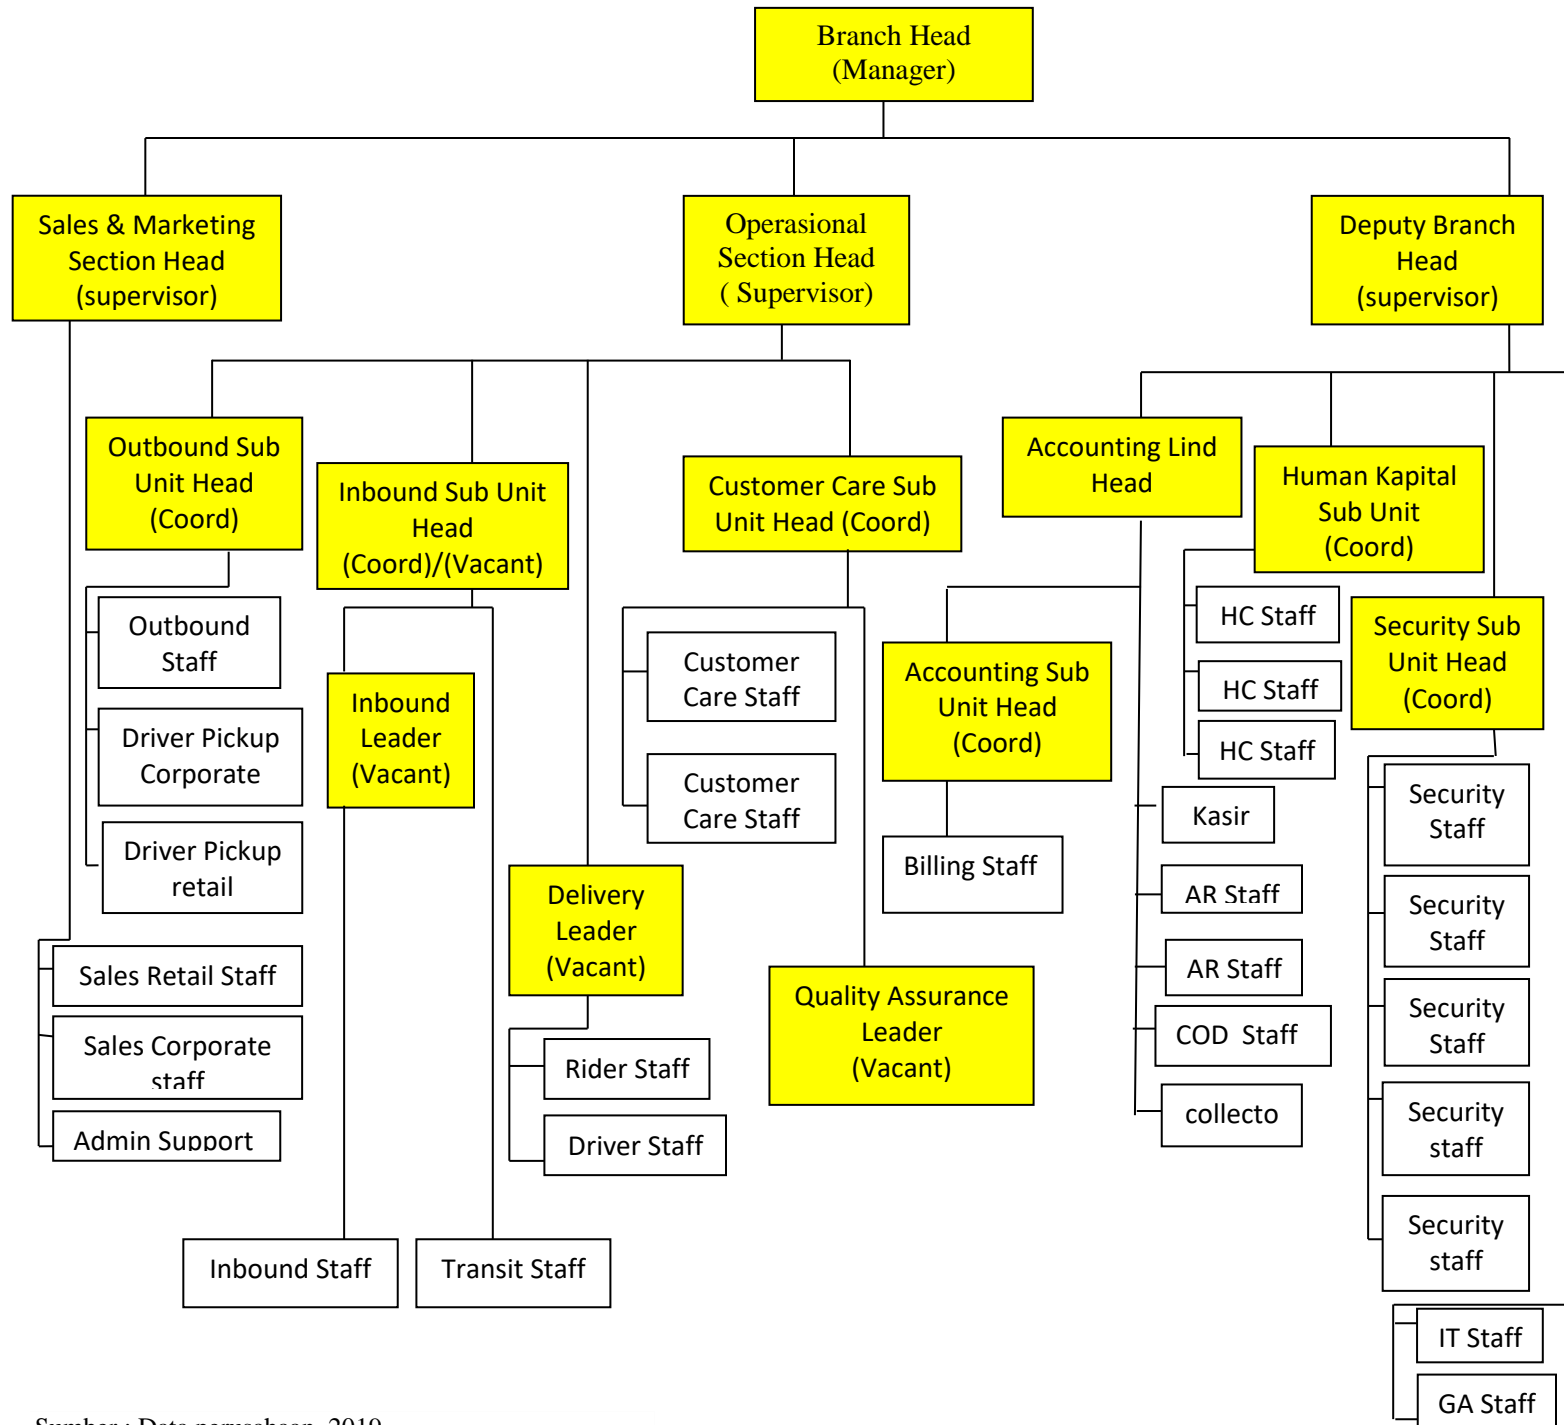 Branch Head
(Manager)
Sales & Marketing
Section Head
(supervisor)
Operasional
Section Head
( Supervisor)
Deputy Branch
Head
(supervisor)
Outbound Sub
Unit Head
(Coord)
Inbound Sub Unit
Head
(Coord)/(Vacant)
Customer Care Sub
Unit Head (Coord)
Accounting Lind
Head
Human Kapital
Sub Unit
(Coord)
Outbound
Staff
Driver Pickup
Corporate
Driver Pickup
retail
Inbound
Leader
(Vacant)
Customer
Care Staff
Customer
Care Staff
Accounting Sub
Unit Head
(Coord)
HC Staff
HC Staff
HC Staff
Security Sub
Unit Head
(Coord)
Billing Staff
Kasir
AR Staff
AR Staff
COD  Staff
collecto
Security
Staff
Security
Staff
Security
Staff
Security
staff
Security
staff
Delivery
Leader
(Vacant)
Quality Assurance
Leader
(Vacant)
Sales Retail Staff
Sales Corporate
staff
Admin Support
Rider Staff
Driver Staff
Inbound Staff
Transit Staff
IT Staff
GA Staff
Sumber : Data perusahaan, 2019